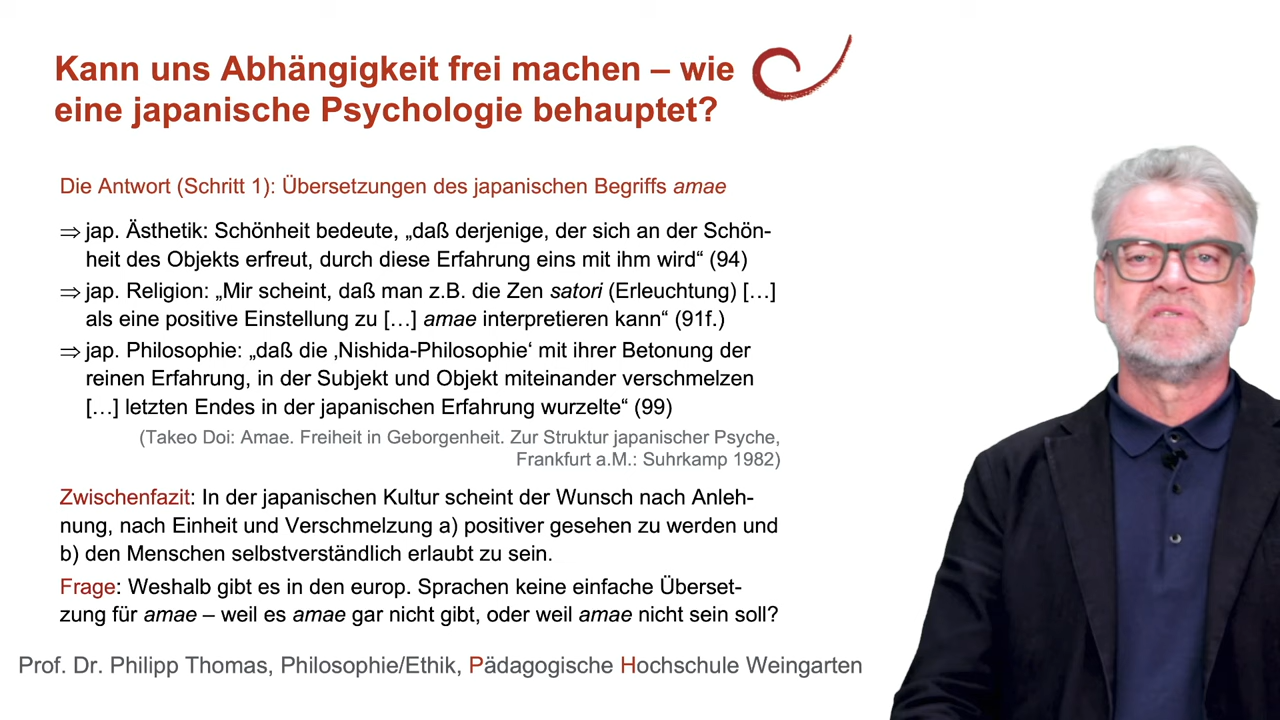 Kann uns Abhängigkeit frei machen – wie
eine japanische Psychologie behauptet?
Die Antwort (Schritt 1): Übersetzungen des japanischen Begriffs amae
⇒ jap. Ästhetik: Schönheit bedeute, „daß derjenige, der sich an der Schön-
heit des Objekts erfreut, durch diese Erfahrung eins mit ihm wird“ (94)
⇒ jap. Religion: „Mir scheint, daß man z.B. die Zen satori (Erleuchtung) […]
als eine positive Einstellung zu […] amae interpretieren kann“ (91f.)
⇒ jap. Philosophie: „daß die ‚Nishida-Philosophie‘ mit ihrer Betonung der
reinen Erfahrung, in der Subjekt und Objekt miteinander verschmelzen
[…] letzten Endes in der japanischen Erfahrung wurzelte“ (99)
(Takeo Doi: Amae. Freiheit in Geborgenheit. Zur Struktur japanischer Psyche,
Frankfurt a.M.: Suhrkamp 1982)
Zwischenfazit: In der japanischen Kultur scheint der Wunsch nach Anleh-
nung, nach Einheit und Verschmelzung a) positiver gesehen zu werden und
b) den Menschen selbstverständlich erlaubt zu sein.
Frage: Weshalb gibt es in den europ. Sprachen keine einfache Überset-
zung für amae – weil es amae gar nicht gibt, oder weil amae nicht sein soll?
Prof. Dr. Philipp Thomas, Philosophie/Ethik, Pädagogische Hochschule Weingarten